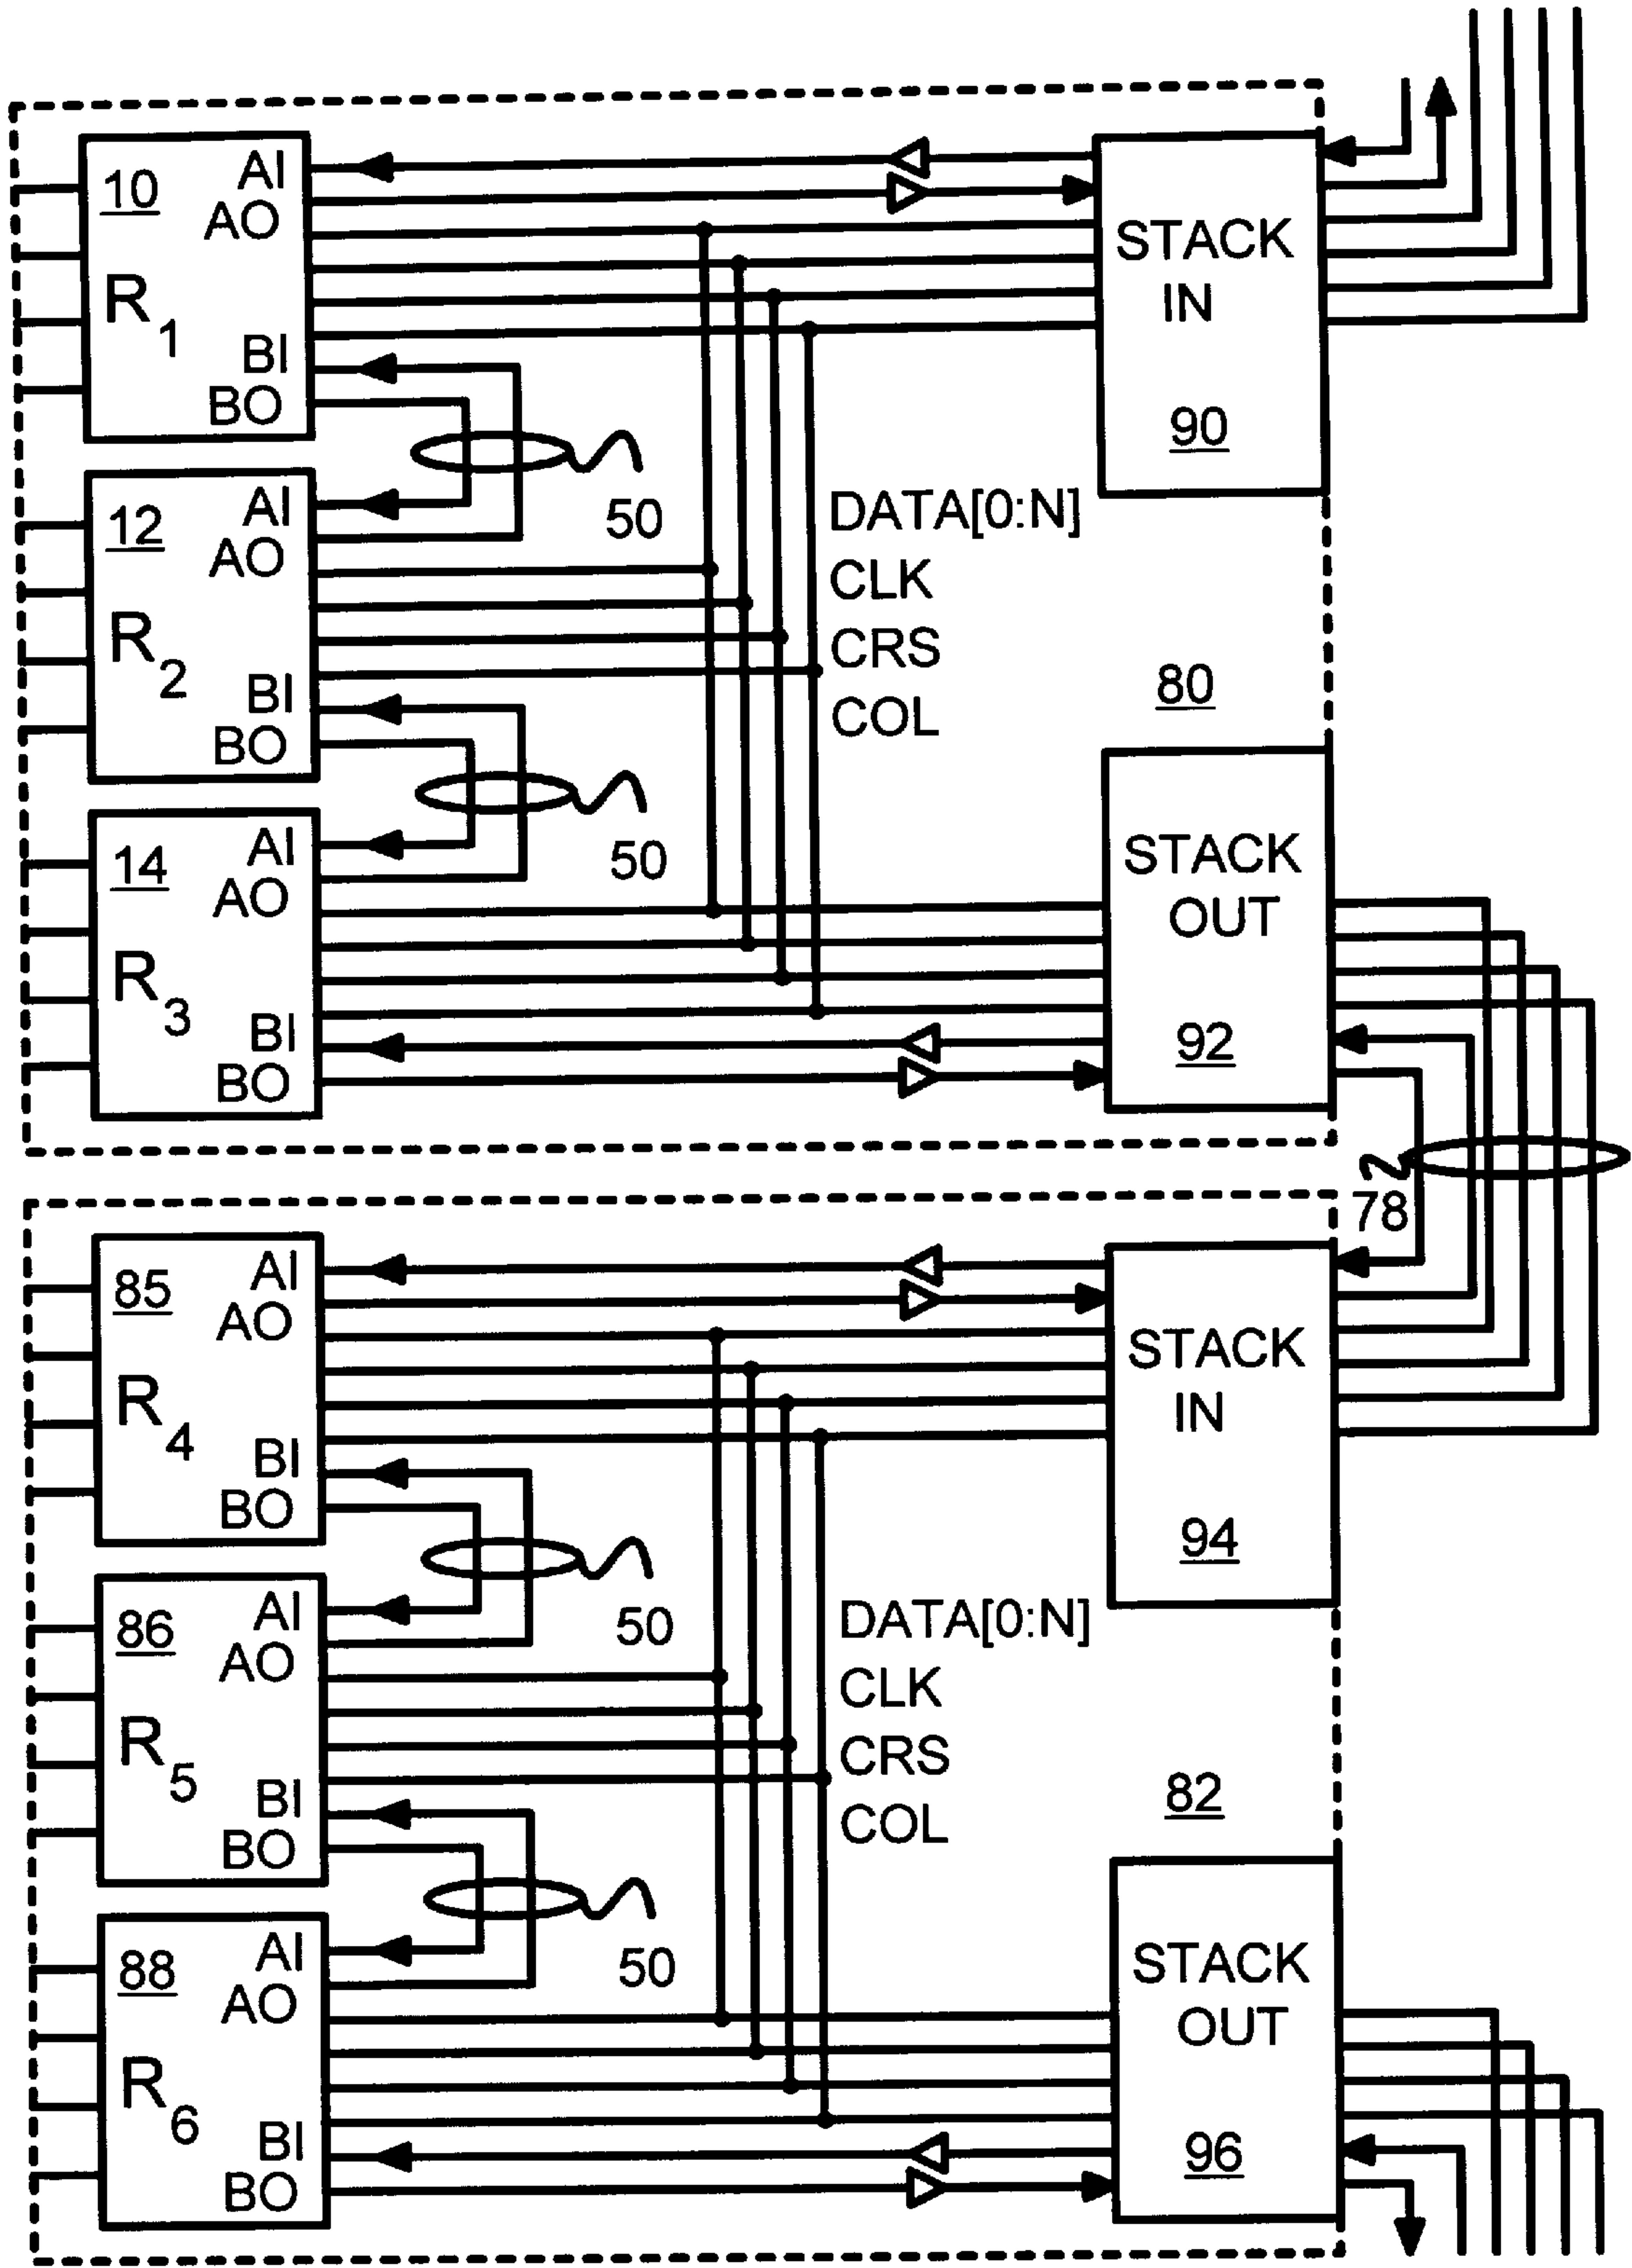 10
AI
AO
R1
BI
BO
STACK
IN
90
50
12
AI
AO
R2
BI
BO
DATA[0:N]
CLK
CRS
COL
80
50
14
AI
AO
R3
BI
BO
STACK
OUT
92
78
85
AI
AO
R4
BI
BO
STACK
IN
94
50
86
AI
AO
R5
BI
BO
DATA[0:N]
CLK
CRS
COL
82
50
88
AI
AO
R6
BI
BO
STACK
OUT
96